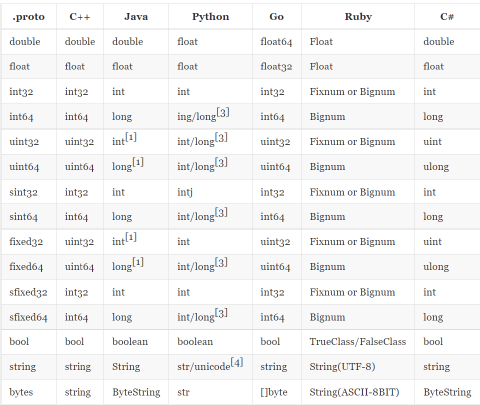 .proto C++ Java Python Go Ruby C#
double double double float float64 Float double
float float float float float32 Float float
int32 int32 int int int32 Fixnum or Bignum int
int64 int64 long ing/long[3] int64 Bignum long
uint32 uint32 int[1] int/long[3] uint32 Fixnum or Bignum uint
uint64 uint64 long[1] int/long[3] uint64 Bignum ulong
sint32 int32 int intj int32 Fixnum or Bignum int
sint64 int64 long int/long[3] int64 Bignum long
fixed32 uint32 int[1] int uint32 Fixnum or Bignum uint
fixed64 uint64 long[1] int/long[3] uint64 Bignum ulong
sfixed32 int32 int int int32 Fixnum or Bignum int
sfixed64 int64 long int/long[3] int64 Bignum long
bool bool boolean boolean bool TrueClass/FalseClass bool
string string String str/unicode[4] string String(UTF-8) string
bytes string ByteString str []byte String(ASCII-8BIT) ByteString